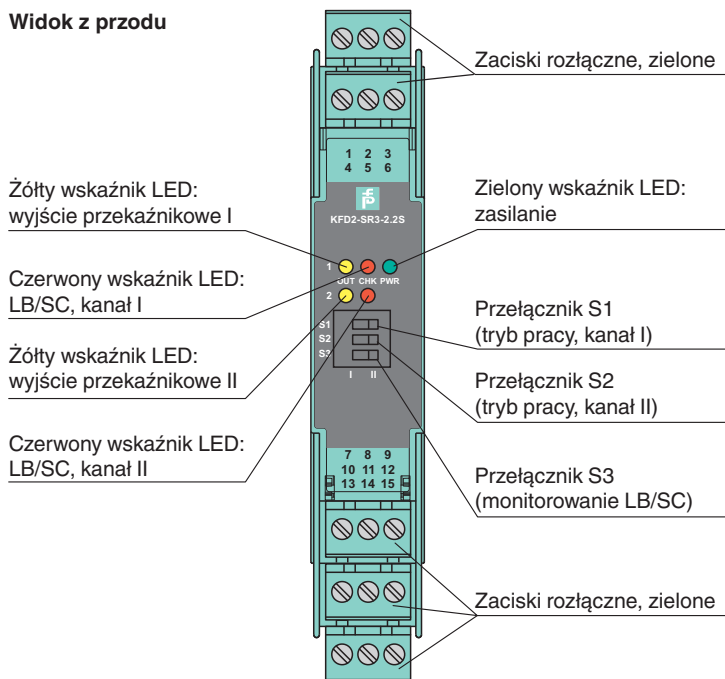 Widok z przodu
Zaciski rozłączne, zielone
1 2 3
4 5 6
Żółty wskaźnik LED:
wyjście przekaźnikowe I
Zielony wskaźnik LED:
zasilanie
KFD2-SR3-2.2S
1
OUT CHK PWR
2
Czerwony wskaźnik LED:
LB/SC, kanał I
Przełącznik S1
(tryb pracy, kanał I)
S1
S2
S3
I II
Żółty wskaźnik LED:
wyjście przekaźnikowe II
Przełącznik S2
(tryb pracy, kanał II)
Czerwony wskaźnik LED:
LB/SC, kanał II
7 8 9
10 11 12
13 14 15
Przełącznik S3
(monitorowanie LB/SC)
Zaciski rozłączne, zielone